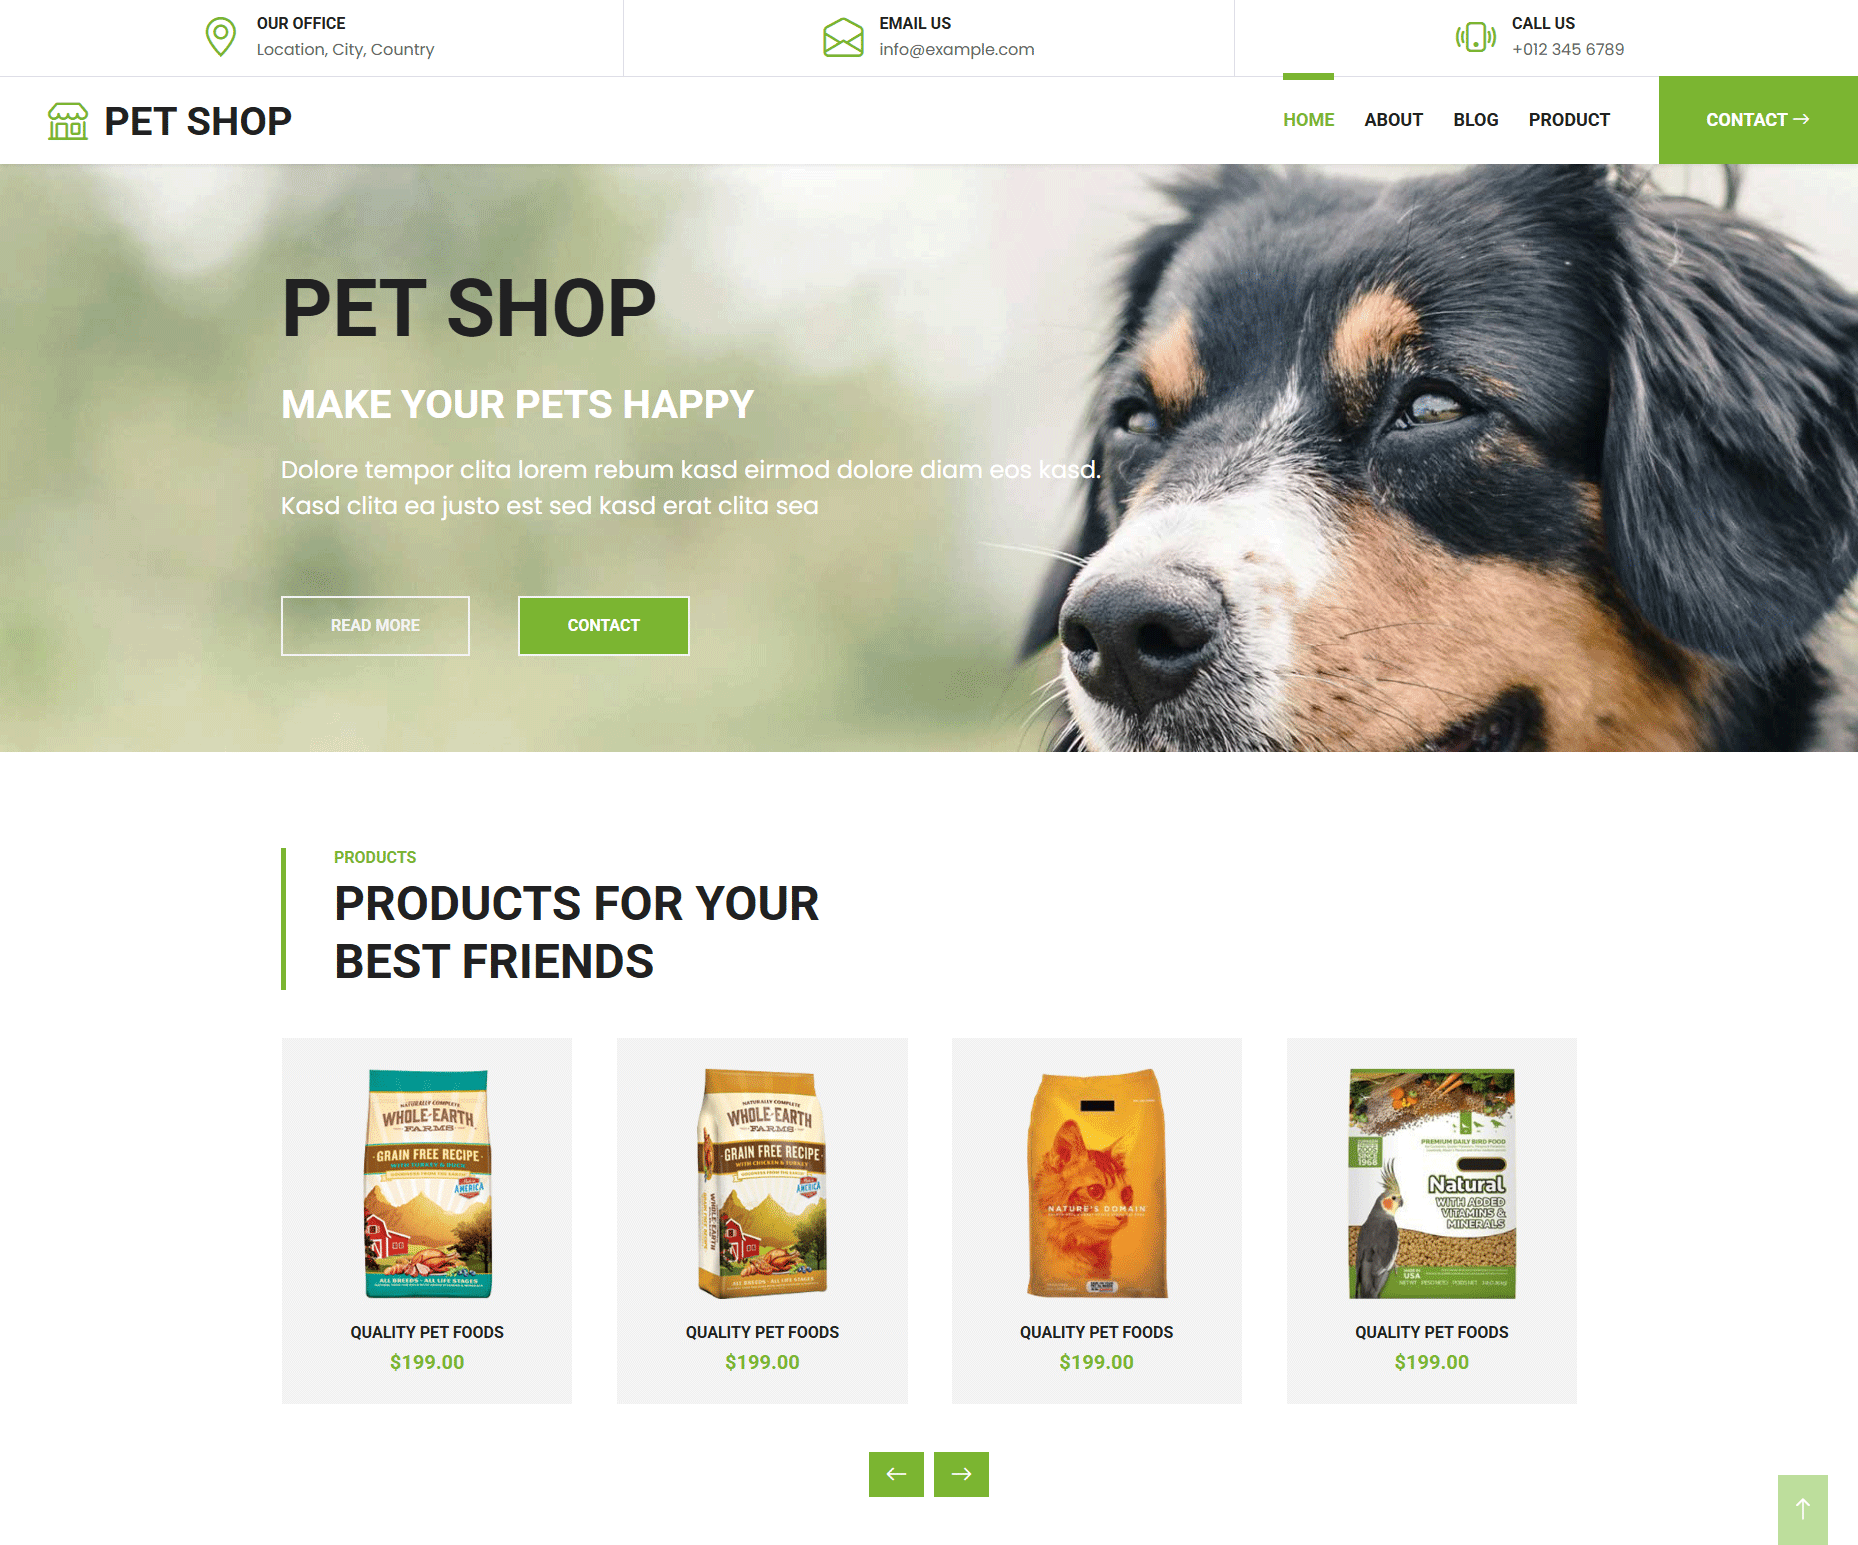 OUR OFFICE
Location, City, Country
EMAIL US
info@example.com
CALL US
+012 345 6789
PET SHOP
HOME
ABOUT
BLOG
PRODUCT
CONTACT →
PET SHOP
MAKE YOUR PETS HAPPY
Dolore tempor clita lorem rebum kasd eirmod dolore diam eos kasd.
Kasd clita ea justo est sed kasd erat clita sea
READ MORE
CONTACT
PRODUCTS
PRODUCTS FOR YOUR
BEST FRIENDS
NATURALLY COMPLETE
WHOLE EARTH
FARMS
GRAIN FREE RECIPE
AMERICA
ALL BREEDS - ALL LIFE STAGES
QUALITY PET FOODS
$199.00
NATURALLY COMPLETE
WHOLE EARTH
FARMS
GRAIN FREE RECIPE
WITH CHICKEN & TURKEY
AMERICA
WHOLE EARTH
ALL BREEDS - ALL LIFE STAGES
QUALITY PET FOODS
$199.00
NATURE'S DOMAIN
QUALITY PET FOODS
$199.00
PREMIUM DAILY BIRD FOOD
SINCE
1968
Natural
WITH ADDED
VITAMINS &
MINERALS
MADE IN
USA
QUALITY PET FOODS
$199.00